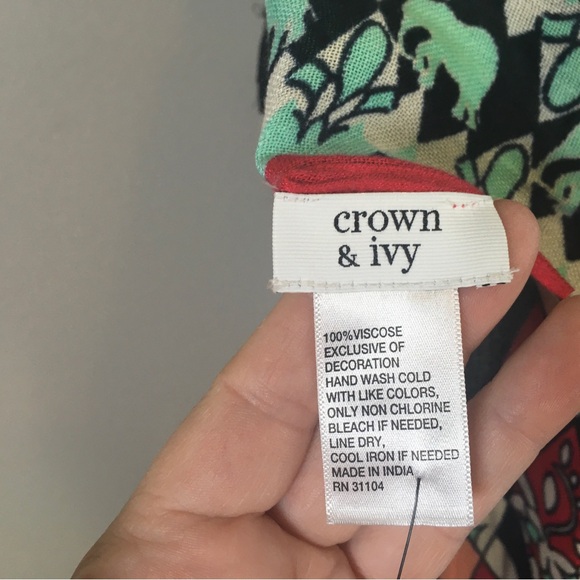 crown
& ivy
100%VISCOSE
EXCLUSIVE OF
DECORATION
HAND WASH COLD
WITH LIKE COLORS,
ONLY NON CHLORINE
BLEACH IF NEEDED,
LINE DRY,
COOL IRON IF NEEDED
MADE IN INDIA
RN 31104